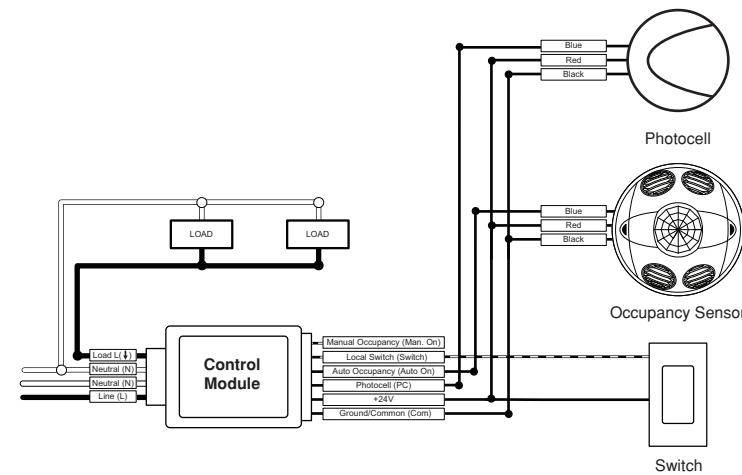 Blue
Red
Black
Photocell
LOAD
LOAD
Blue
Red
Black
Occupancy Sensor
Manual Occupancy (Man. On)
Load L(↓)
Local Switch (Switch)
Neutral (N)
Control
Module
Auto Occupancy (Auto On)
Neutral (N)
Photocell (PC)
Line (L)
+24V
Ground/Common (Com)
Switch